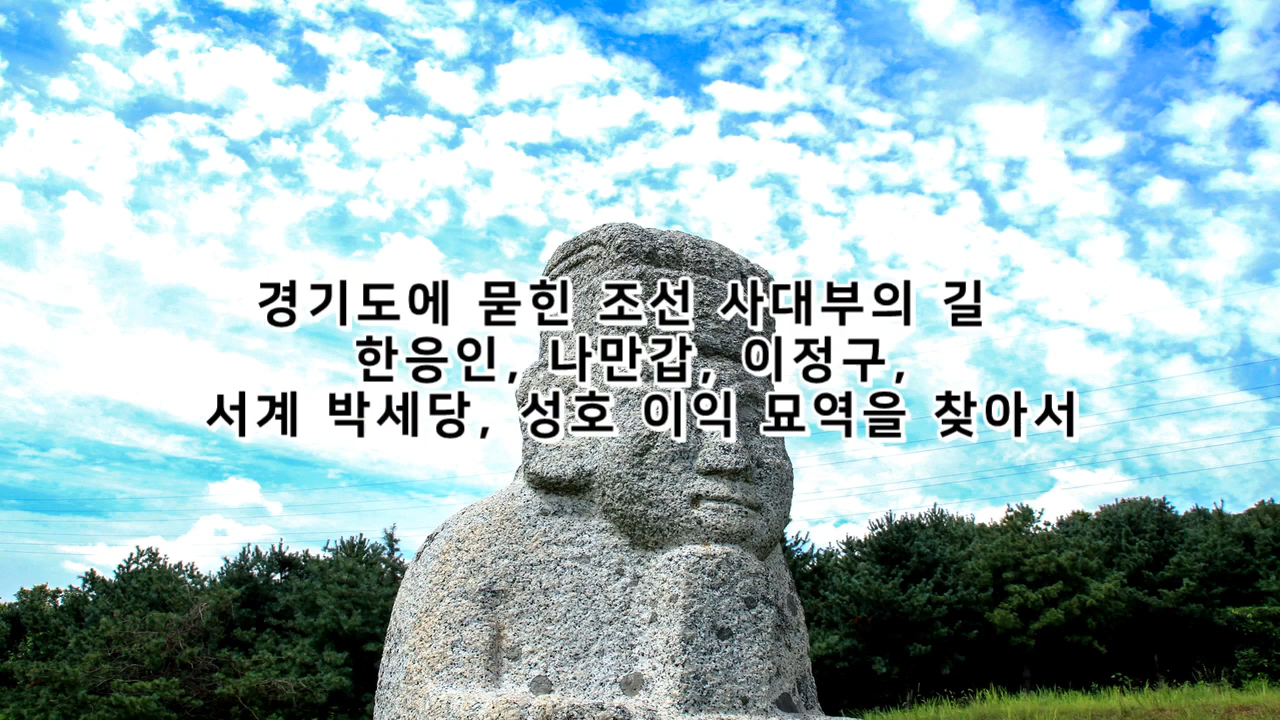 경기도에 묻힌 조선 사대부의 길
한응인, 나만갑, 이정구,
서계 박세당, 성호 이익 묘역을 찾아서